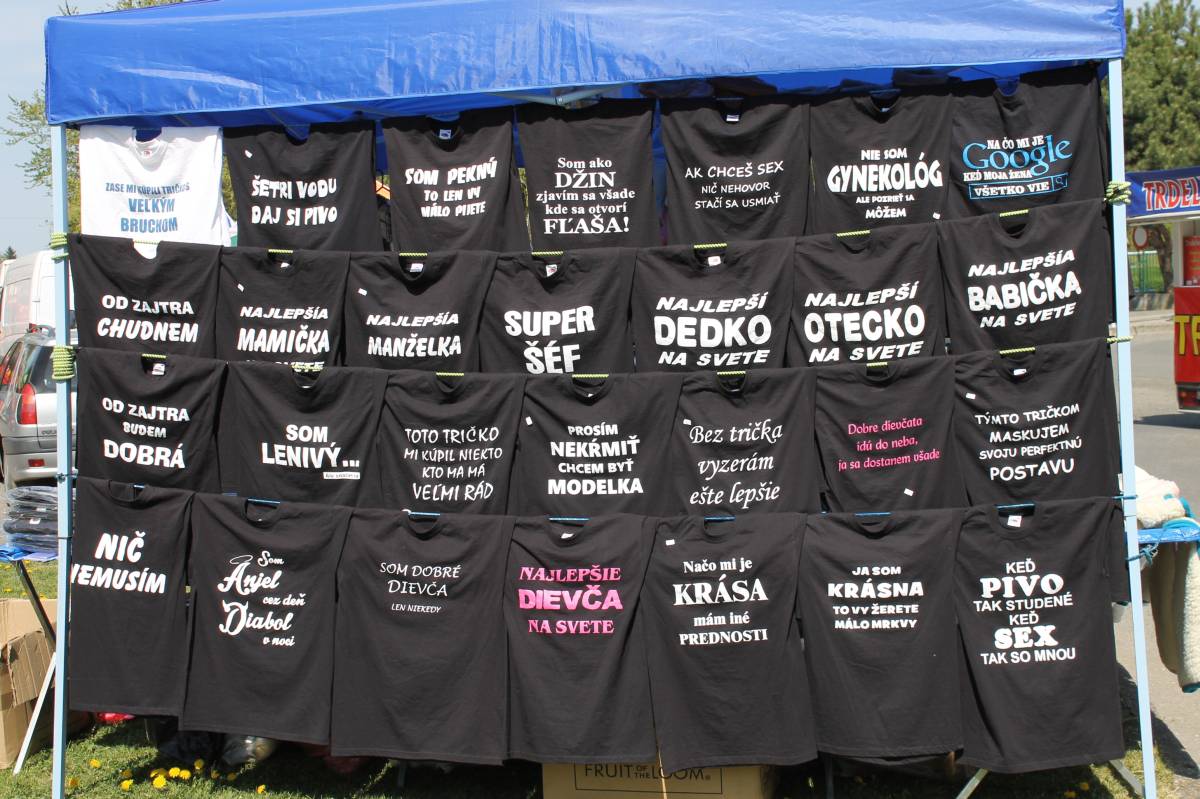 ZASE MI KÚPILI TRIČKO S
VEĽKÝM
BRUCHOM
ŠETRI VODU
DAJ SI PIVO
SOM PEKNÝ
TO LEN VY
MÁLO PIJETE
Som ako
DŽIN
zjavím sa všade
kde sa otvorí
FĽAŠA!
AK CHCEŠ SEX
NIČ NEHOVOR
STAČÍ SA USMIAŤ
NIE SOM
GYNEKOLÓG
ALE POZRIEŤ SA
MÔŽEM
NA ČO MI JE
Google
KEĎ MOJA ŽENA
VŠETKO VIE
TRDEL
OD ZAJTRA
CHUDNEM
NAJLEPŠIA
MAMIČKA
NAJLEPŠIA
MANŽELKA
SUPER
ŠÉF
NAJLEPŠÍ
DEDKO
NA SVETE
NAJLEPŠÍ
OTECKO
NA SVETE
NAJLEPŠÍA
BABIČKA
NA SVETE
OD ZAJTRA
BUDEM
DOBRÁ
SOM
LENIVÝ...
TOTO TRIČKO
MI KÚPIL NIEKTO
KTO MA MÁ
VEĽMI RÁD
PROSÍM
NEKŔMIŤ
CHCEM BYŤ
MODELKA
Bez trička
vyzerám
ešte lepšie
Dobre dievčata
idú do neba,
ja sa dostanem všade
TÝMTO TRIČKOM
MASKUJEM
SVOJU PERFEKTNÚ
POSTAVU
NIČ
NEMUSÍM
Som
Anjel
cez deň
Diabol
v noci
SOM DOBRÉ
DIEVČA
LEN NIEKEDY
NAJLEPŠIE
DIEVČA
NA SVETE
Načo mi je
KRÁSA
mám iné
PREDNOSTI
JA SOM
KRÁSNA
TO VY ŽERETE
MÁLO MRKVY
KEĎ
PIVO
TAK STUDENÉ
KEĎ
SEX
TAK SO MNOU
FRUIT OF THE LOOM®